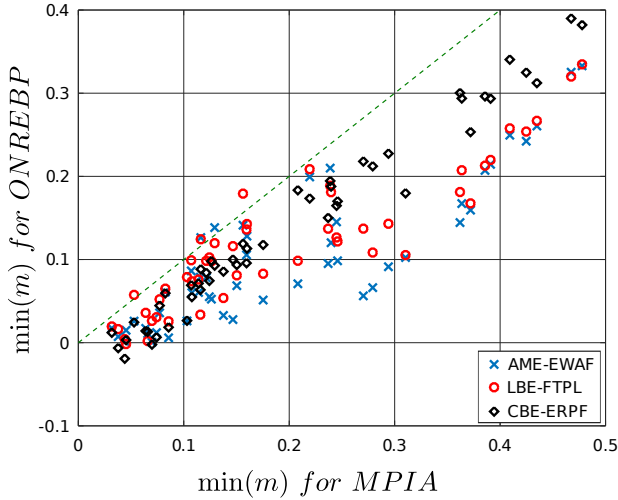 0.4
0.3
0.2
0.1
0
-0.1
0
0.1
0.2
0.3
0.4
0.5
min(m) for ONREBP
min(m) for MPIA
AME-EWAF
LBE-FTPL
CBE-ERPF